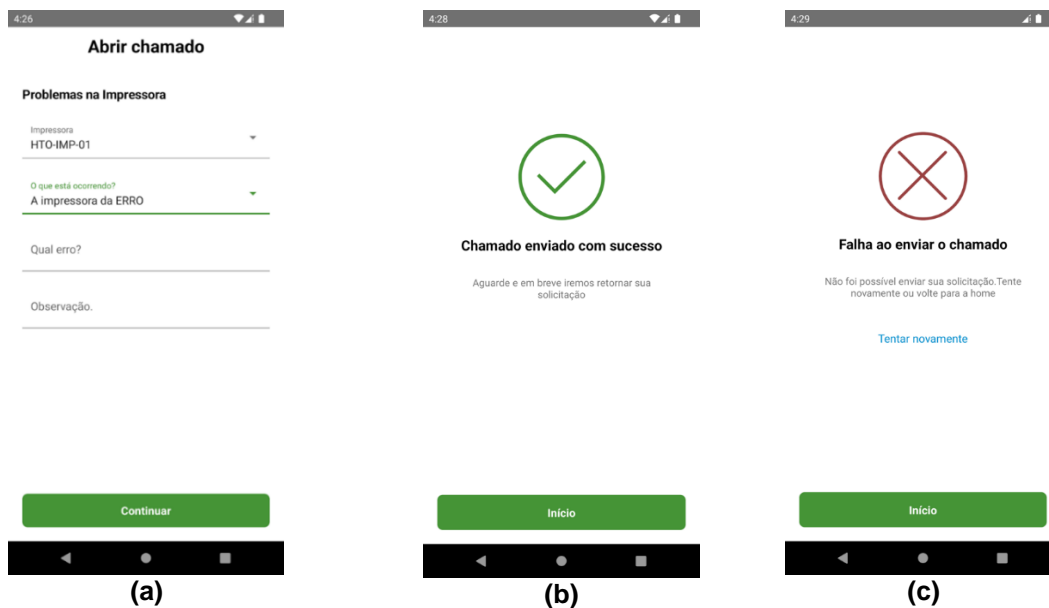 4:26
Abrir chamado
Problemas na Impressora
Impressora
HTO-IMP-01
O que está ocorrendo?
A impressora da ERRO
Qual erro?
Observação.
Continuar
(a)
4:28
Chamado enviado com sucesso
Aguarde e em breve iremos retornar sua
solicitação
Início
(b)
4:29
Falha ao enviar o chamado
Não foi possível enviar sua solicitação.Tente
novamente ou volte para a home
Tentar novamente
Início
(c)